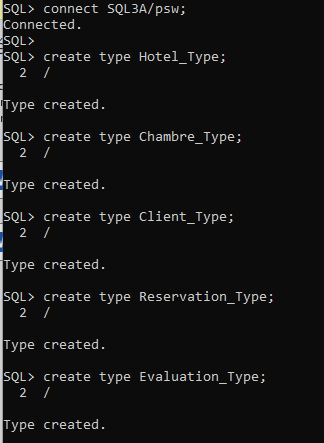 SQL> connect SQL3A/psw;
Connected.
SQL>
SQL> create type Hotel_Type;
  2  /
Type created.
SQL> create type Chambre_Type;
  2  /
Type created.
SQL> create type Client_Type;
  2  /
Type created.
SQL> create type Reservation_Type;
  2  /
Type created.
SQL> create type Evaluation_Type;
  2  /
Type created.